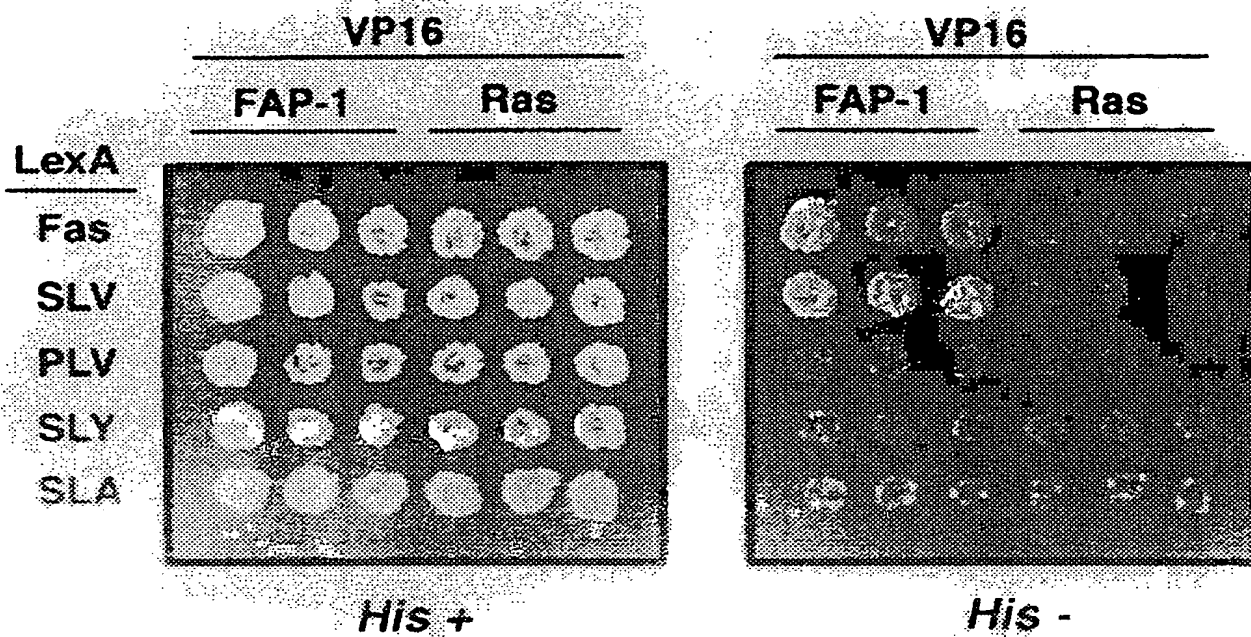 VP16 VP16
FAP-1 Ras FAP-1 Ras
LexA
Fas
SLV
PLV
SLY
SLA
His + His -